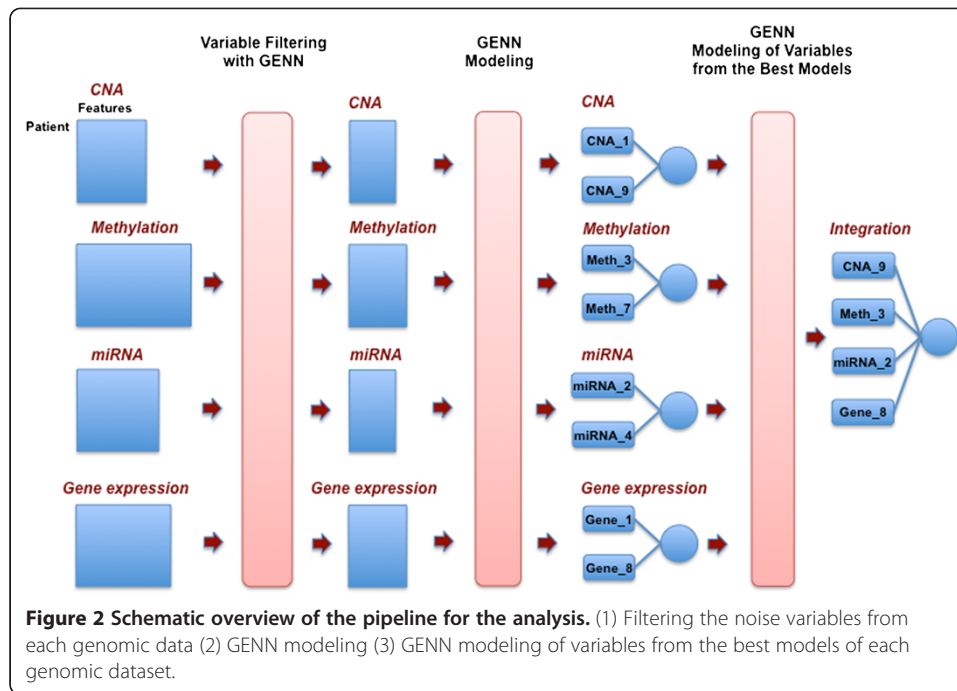 Variable Filtering
with GENN
GENN
Modeling
GENN
Modeling of Variables
from the Best Models
CNA
Features
Patient
CNA
CNA
CNA_1
CNA_9
Methylation
Methylation
Methylation
Meth_3
Meth_7
miRNA
miRNA
miRNA
miRNA_2
miRNA_4
Gene expression
Gene expression
Gene expression
Gene_1
Gene_8
Integration
CNA_9
Meth_3
miRNA_2
Gene_8
Figure 2 Schematic overview of the pipeline for the analysis. (1) Filtering the noise variables from
each genomic data (2) GENN modeling (3) GENN modeling of variables from the best models of each
genomic dataset.